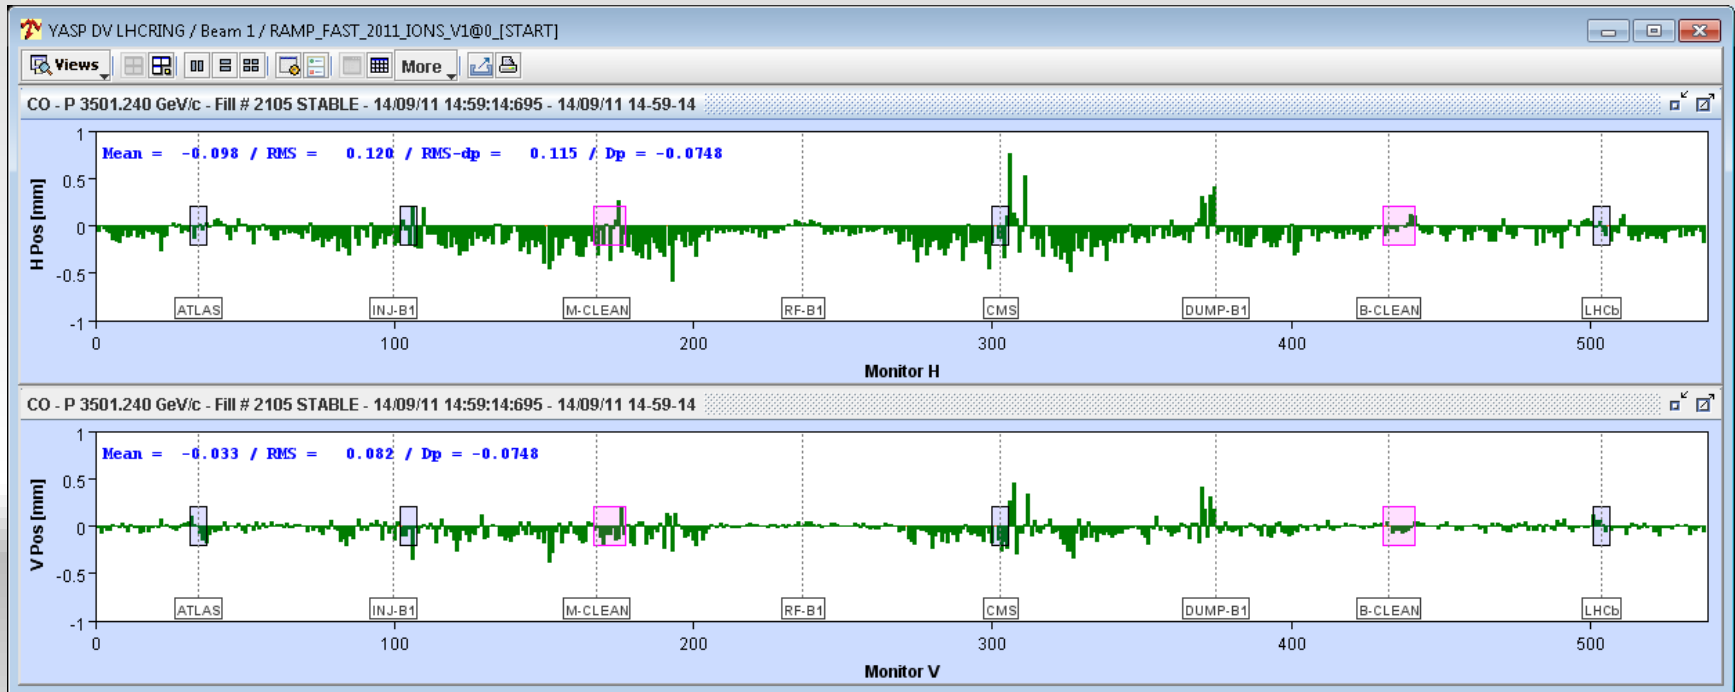 YASP DV LHCRING / Beam 1 / RAMP_FAST_2011_IONS_V1@0_[START]
Views More
CO - P 3501.240 GeV/c - Fill # 2105 STABLE - 14/09/11 14:59:14:695 - 14/09/11 14-59-14
Mean = -0.098 / RMS = 0.120 / RMS-dp = 0.115 / Dp = -0.0748
H Pos [mm]
1
0.5
0
-0.5
-1
ATLAS INJ-B1 M-CLEAN RF-B1 CMS DUMP-B1 B-CLEAN LHCb
0 100 200 300 400 500
Monitor H
CO - P 3501.240 GeV/c - Fill # 2105 STABLE - 14/09/11 14:59:14:695 - 14/09/11 14-59-14
Mean = -0.033 / RMS = 0.082 / Dp = -0.0748
V Pos [mm]
1
0.5
0
-0.5
-1
ATLAS INJ-B1 M-CLEAN RF-B1 CMS DUMP-B1 B-CLEAN LHCb
0 100 200 300 400 500
Monitor V